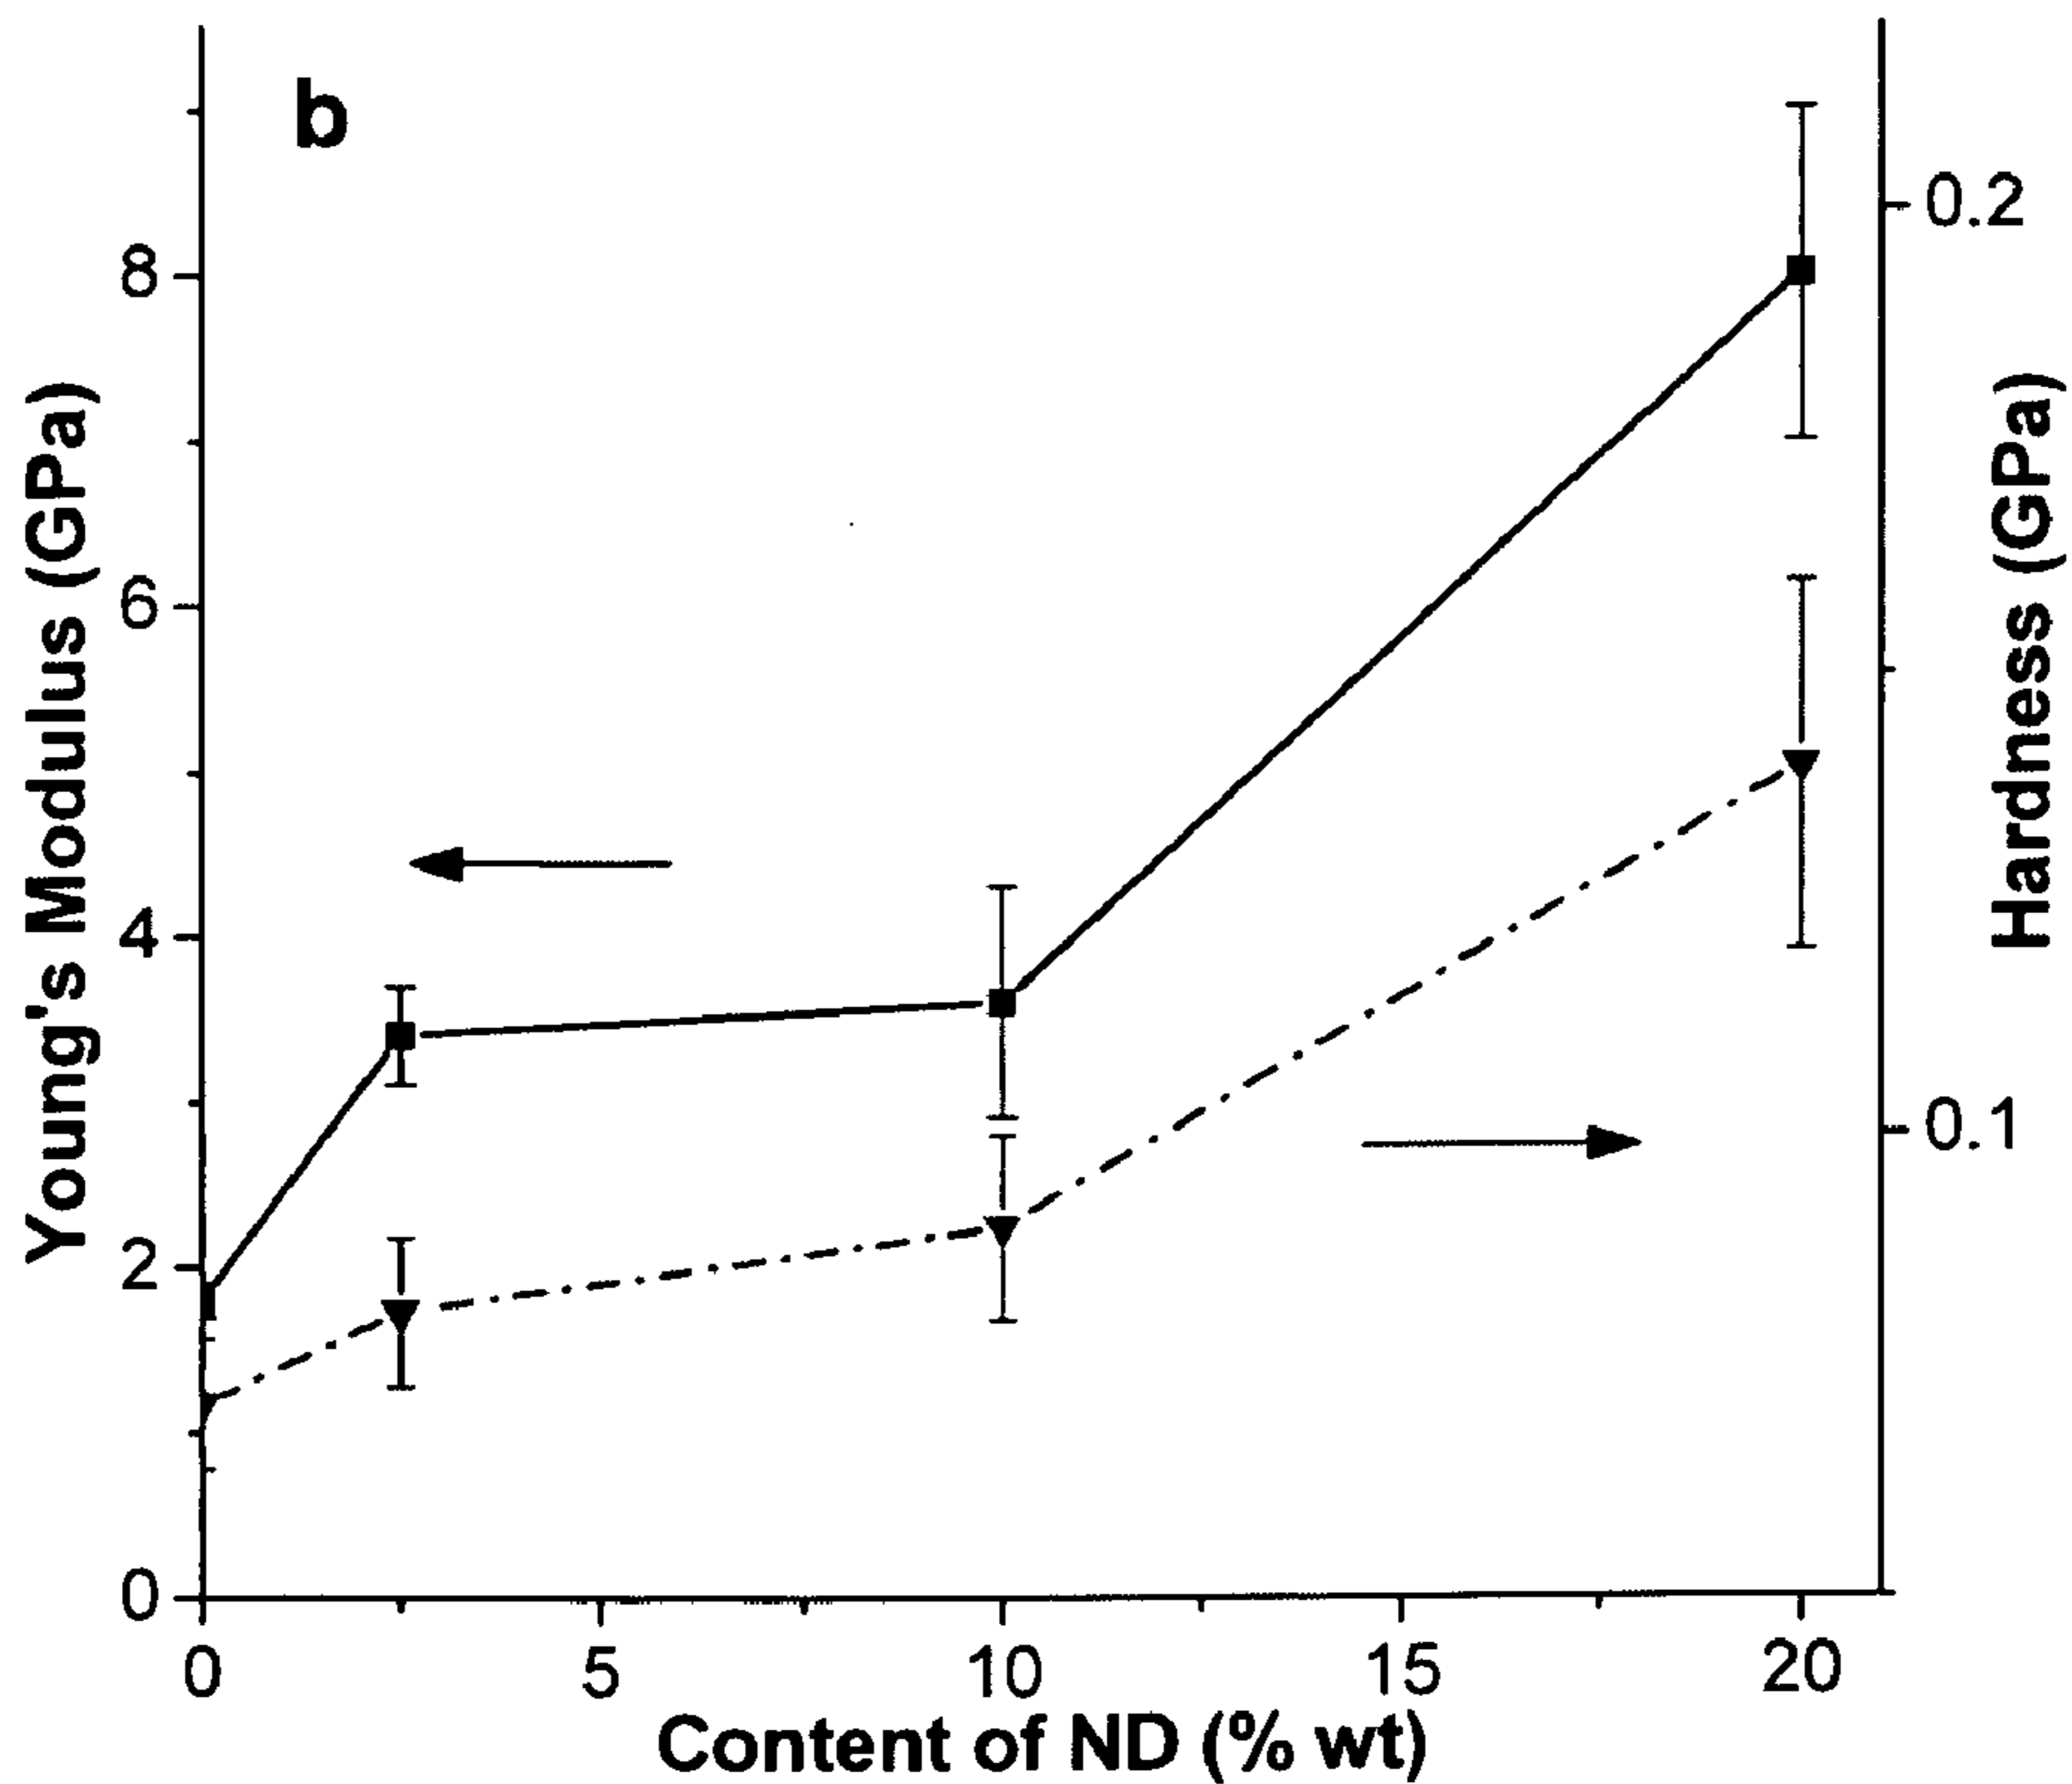 b
Young's Modulus (GPa)
8
6
4
2
0
0.2
0.1
Hardness (GPa)
0 5 10 15 20
Content of ND (% wt)